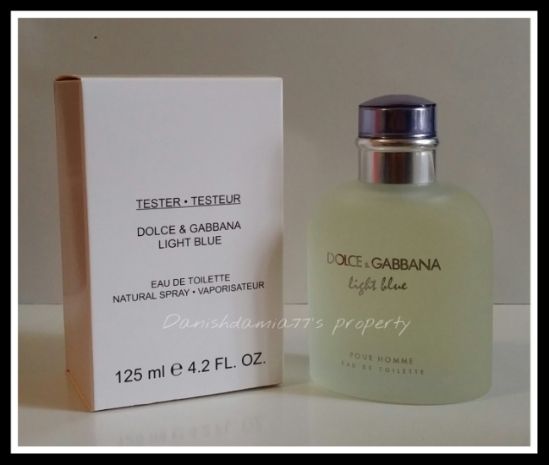 TESTER • TESTEUR
DOLCE & GABBANA
LIGHT BLUE
EAU DE TOILETTE
NATURAL SPRAY • VAPORISATEUR
125 ml ℮ 4.2 FL. OZ.
DOLCE & GABBANA
light blue
POUR HOMME
EAU DE TOILETTE
Danishdamia77's property